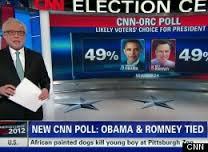 CNN ELECTION CE
CNN-ORC POLL
LIKELY VOTERS' CHOICE FOR PRESIDENT
49% 49%
2012
NEW CNN POLL: OBAMA & ROMNEY TIED
African painted dogs kill young boy at Pittsburgh
CNN